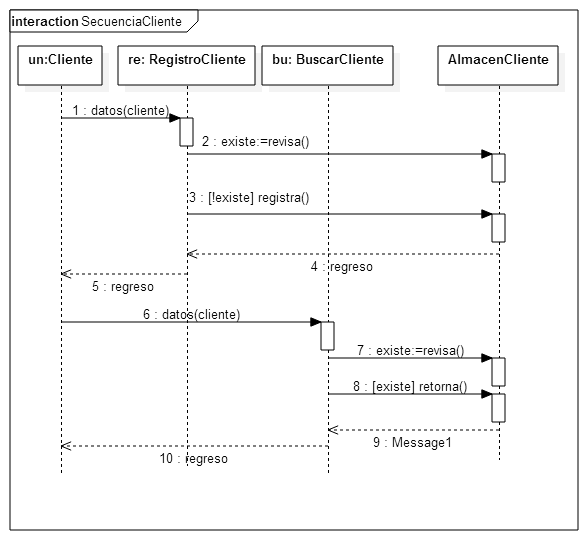 interaction SecuenciaCliente
un:Cliente
re: RegistroCliente
bu: BuscarCliente
AlmacenCliente
1 : datos(cliente)
2 : existe:=revisa()
3 : [!existe] registra()
4 : regreso
5 : regreso
6 : datos(cliente)
7 : existe:=revisa()
8 : [existe] retorna()
9 : Message1
10 : regreso